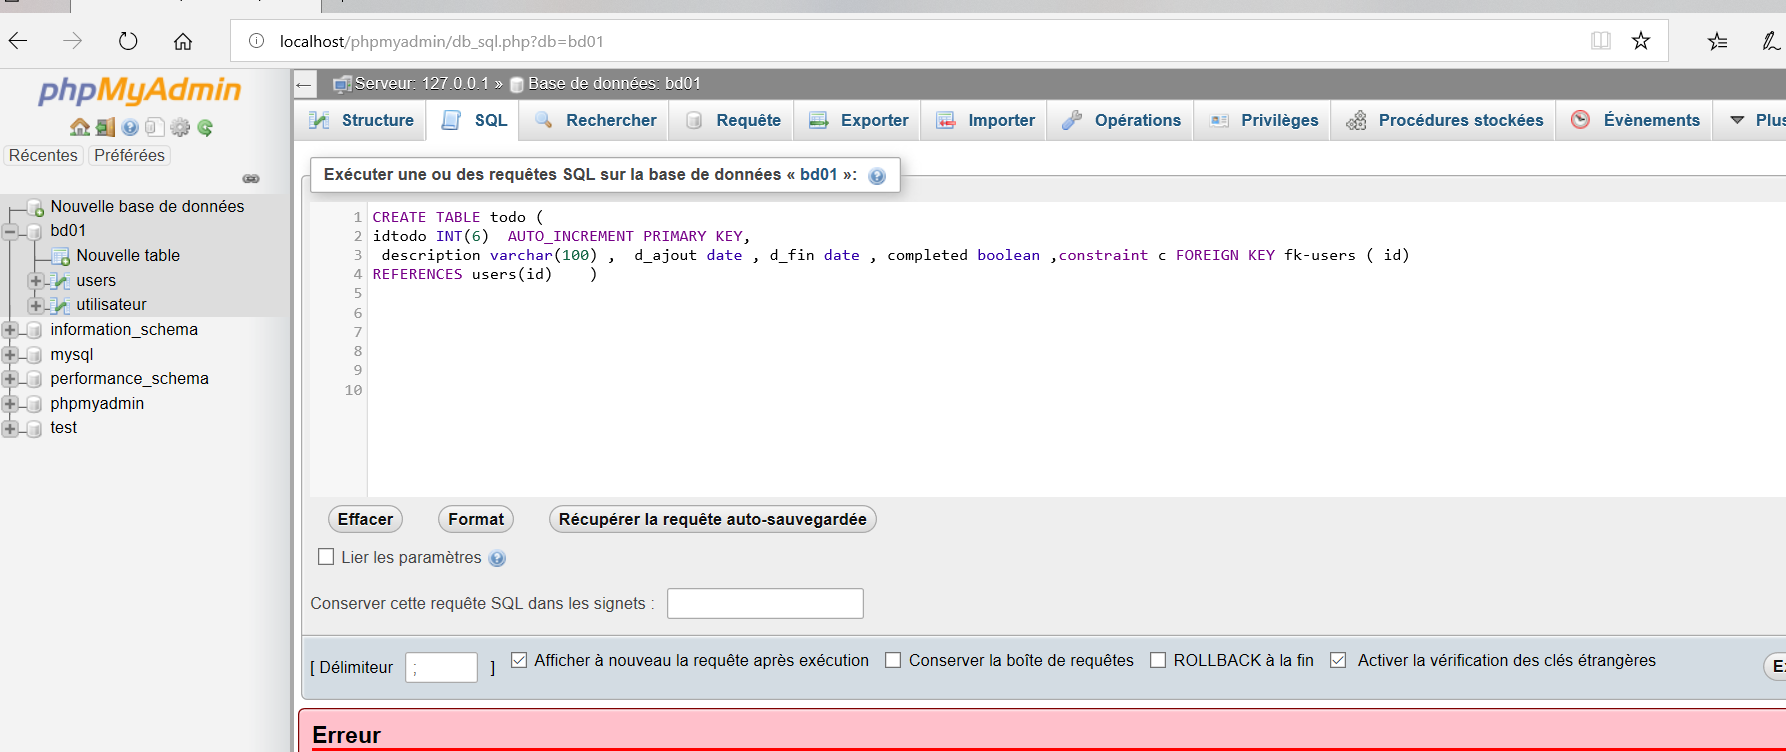 localhost/phpmyadmin/db_sql.php?db=bd01
phpMyAdmin
Récentes Préférées
Nouvelle base de données
bd01
Nouvelle table
users
utilisateur
information_schema
mysql
performance_schema
phpmyadmin
test
Serveur: 127.0.0.1 » Base de données: bd01
Structure SQL Rechercher Requête Exporter Importer Opérations Privilèges Procédures stockées Évènements Plus
Exécuter une ou des requêtes SQL sur la base de données « bd01 »:
1 CREATE TABLE todo (
2 idtodo INT(6)  AUTO_INCREMENT PRIMARY KEY,
3  description varchar(100) ,  d_ajout date , d_fin date , completed boolean ,constraint c FOREIGN KEY fk-users ( id)
4 REFERENCES users(id)    )
5
6
7
8
9
10
Effacer Format Récupérer la requête auto-sauvegardée
Lier les paramètres
Conserver cette requête SQL dans les signets :
[ Délimiteur ; ] Afficher à nouveau la requête après exécution Conserver la boîte de requêtes ROLLBACK à la fin Activer la vérification des clés étrangères
Erreur